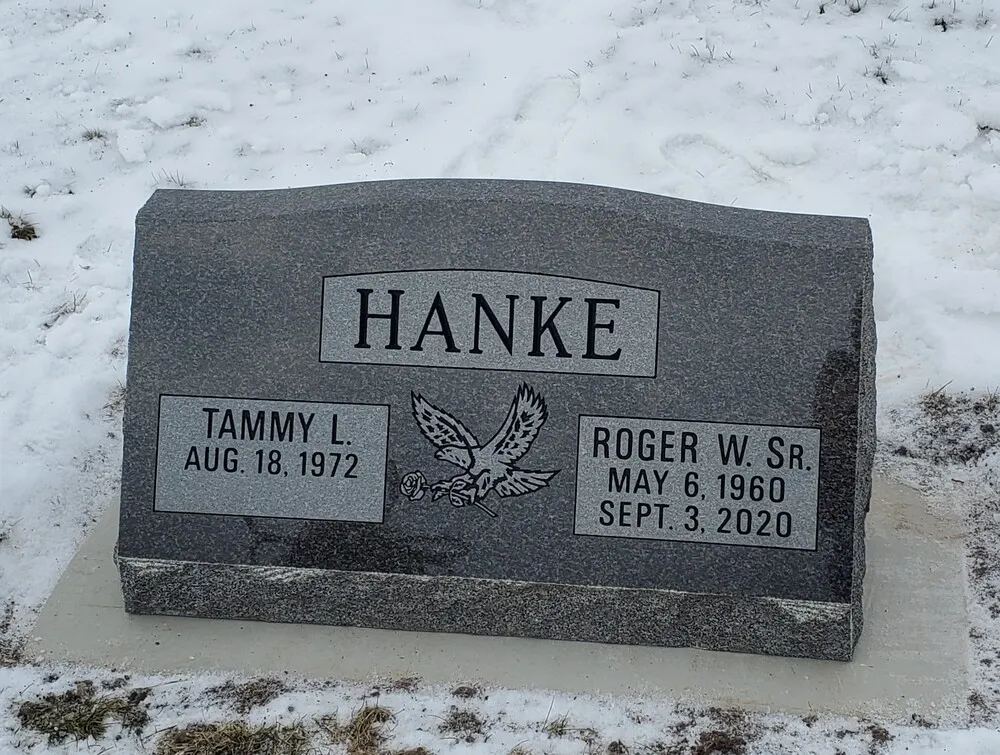 HANKE
TAMMY L.
AUG. 18, 1972
ROGER W. SR.
MAY 6, 1960
SEPT. 3, 2020